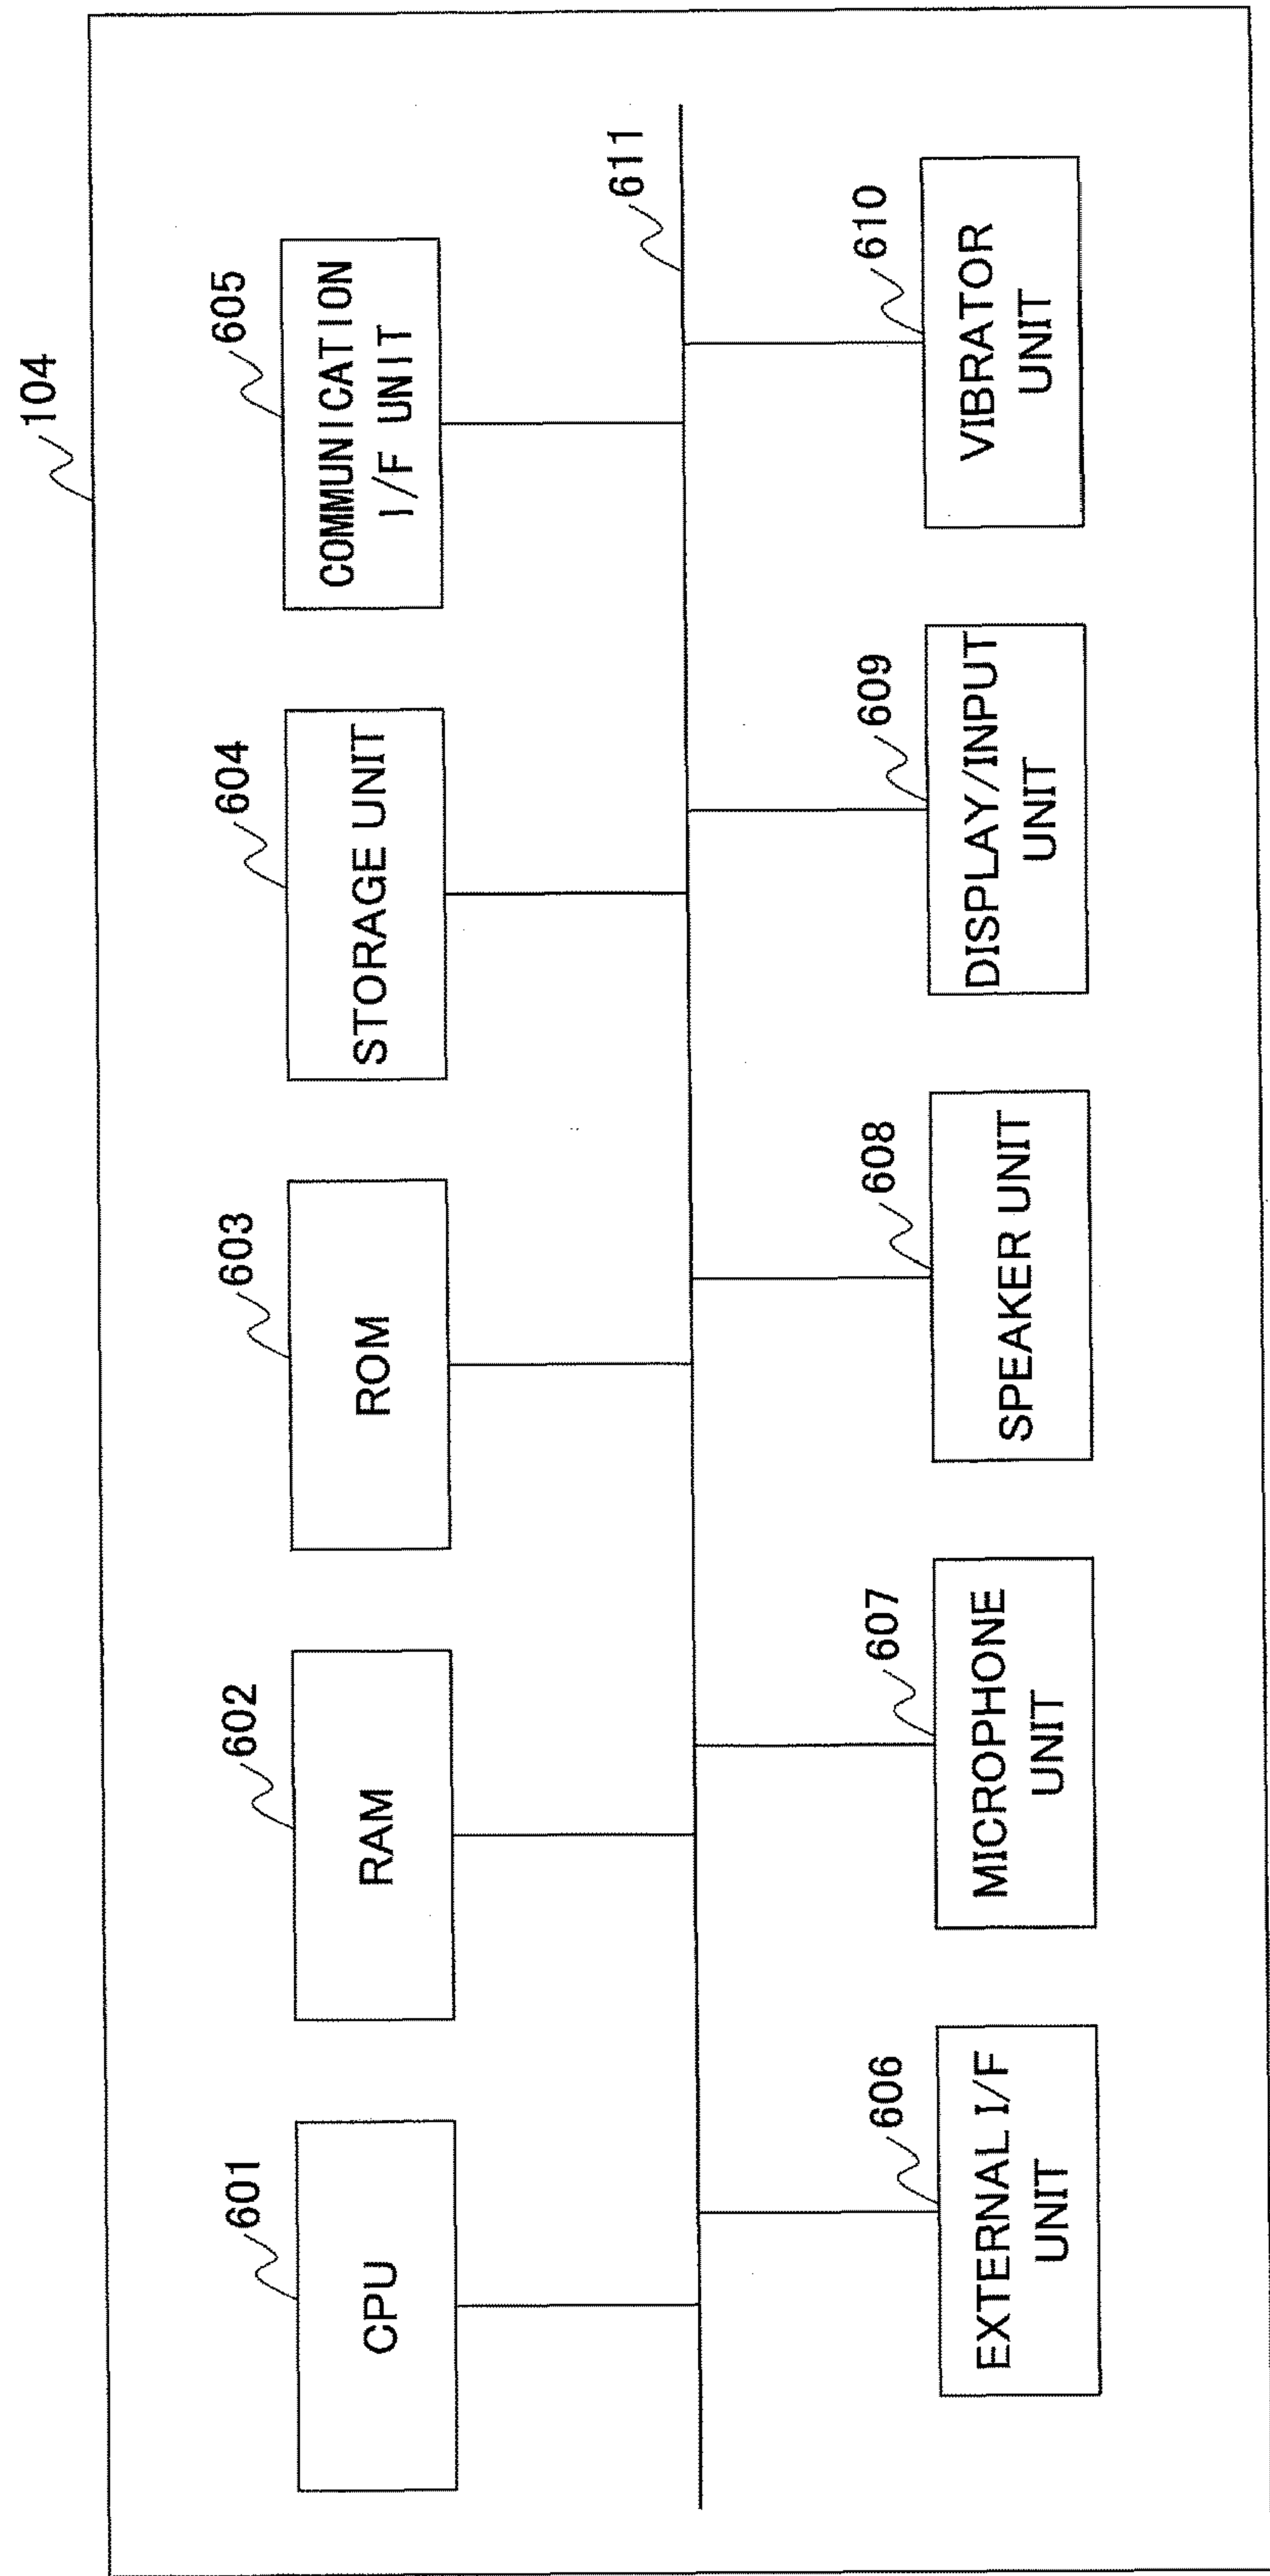 104
601
602
603
604
605
CPU
RAM
ROM
STORAGE UNIT
COMMUNICATION
I/F UNIT
611
606
607
608
609
610
EXTERNAL I/F
UNIT
MICROPHONE
UNIT
SPEAKER UNIT
DISPLAY/INPUT
UNIT
VIBRATOR
UNIT